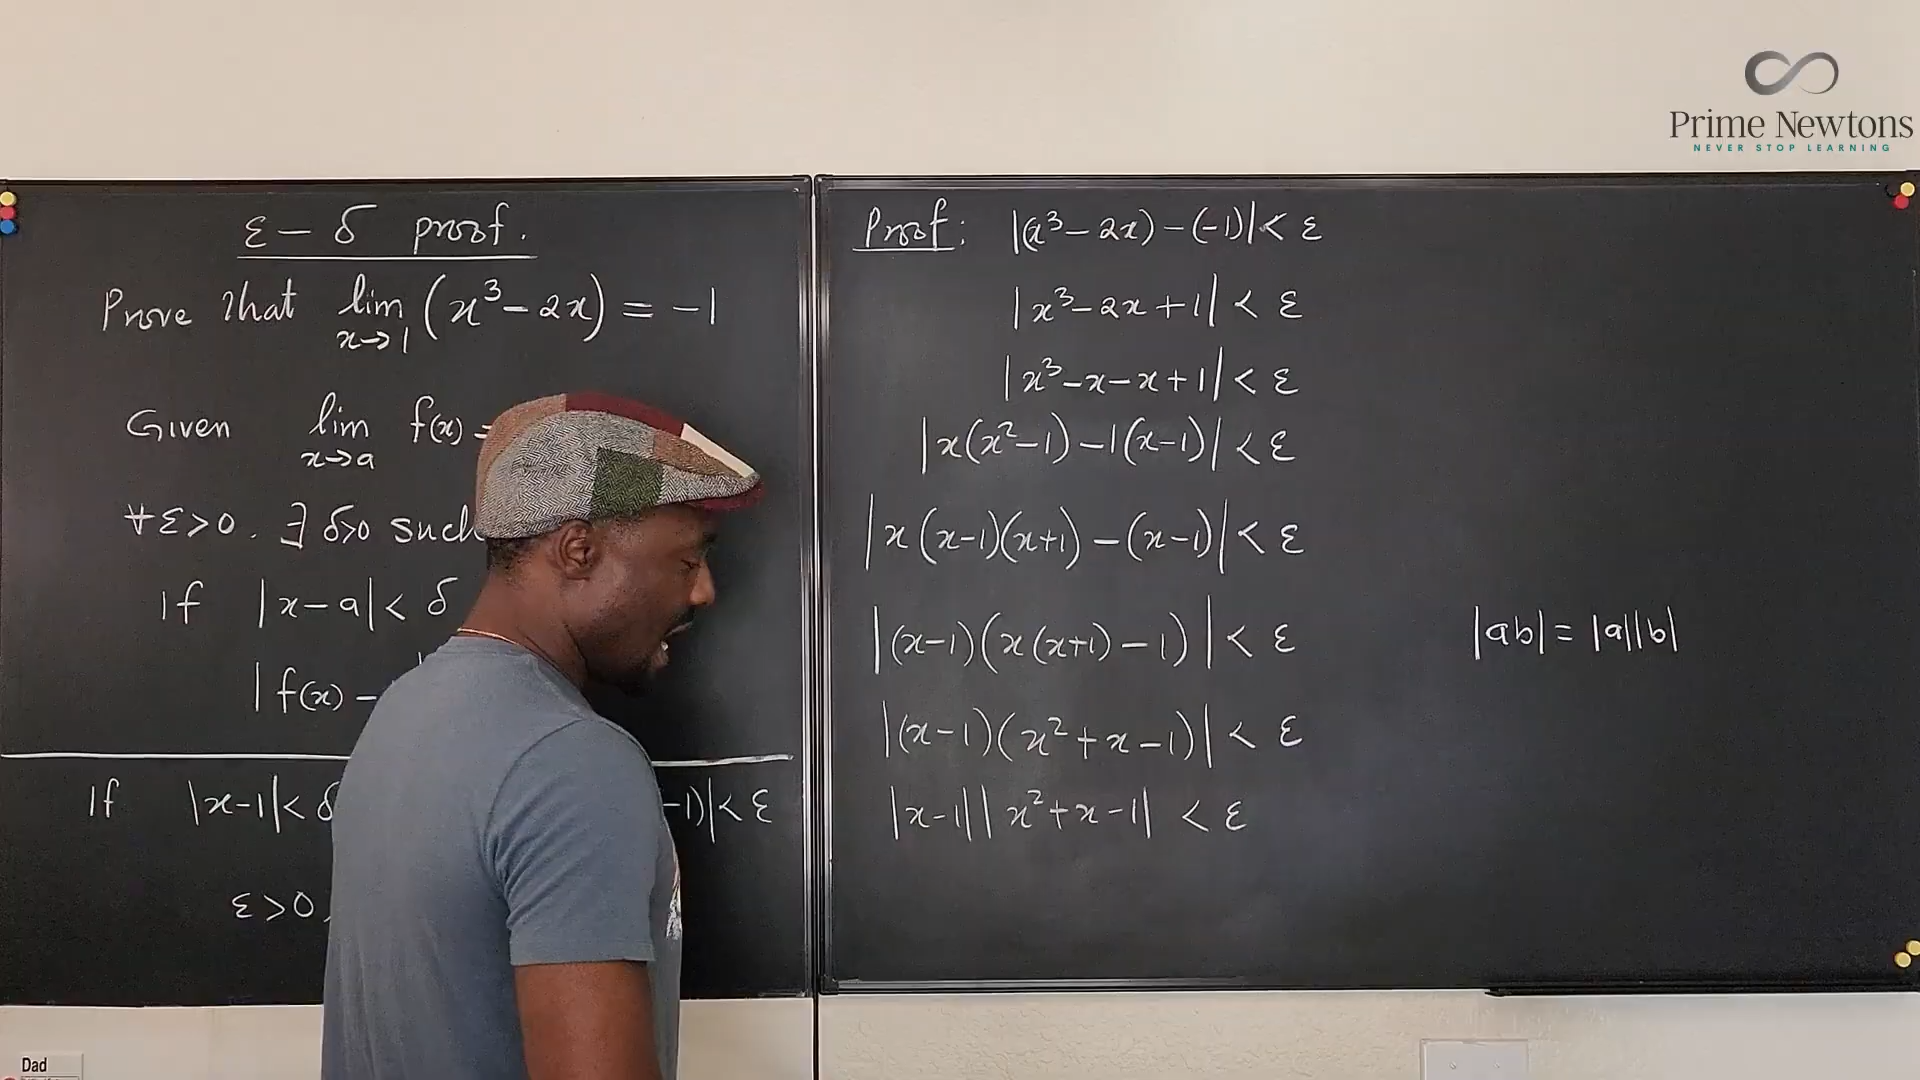 Prime Newtons
NEVER STOP LEARNING
ε – δ proof.
Prove that lim (x³ – 2x) = –1
x→1
Given lim f(x) =
x→a
∀ε>0. ∃ δ>0 such
If |x – a| < δ
|f(x) –
If |x–1| < δ –1)| < ε
ε > 0,
Proof: |(x³ – 2x) – (–1)| < ε
|x³ – 2x + 1| < ε
|x³ – x – x + 1| < ε
|x(x² – 1) – 1(x – 1)| < ε
|x(x–1)(x+1) – (x–1)| < ε
|(x–1)(x(x+1) – 1)| < ε
|ab| = |a||b|
|(x–1)(x² + x – 1)| < ε
|x–1||x² + x – 1| < ε
Dad